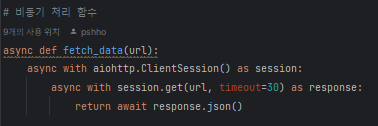 # 비동기 처리 함수
9개의 사용 위치 pshho
async def fetch_data(url):
    async with aiohttp.ClientSession() as session:
        async with session.get(url, timeout=30) as response:
            return await response.json()